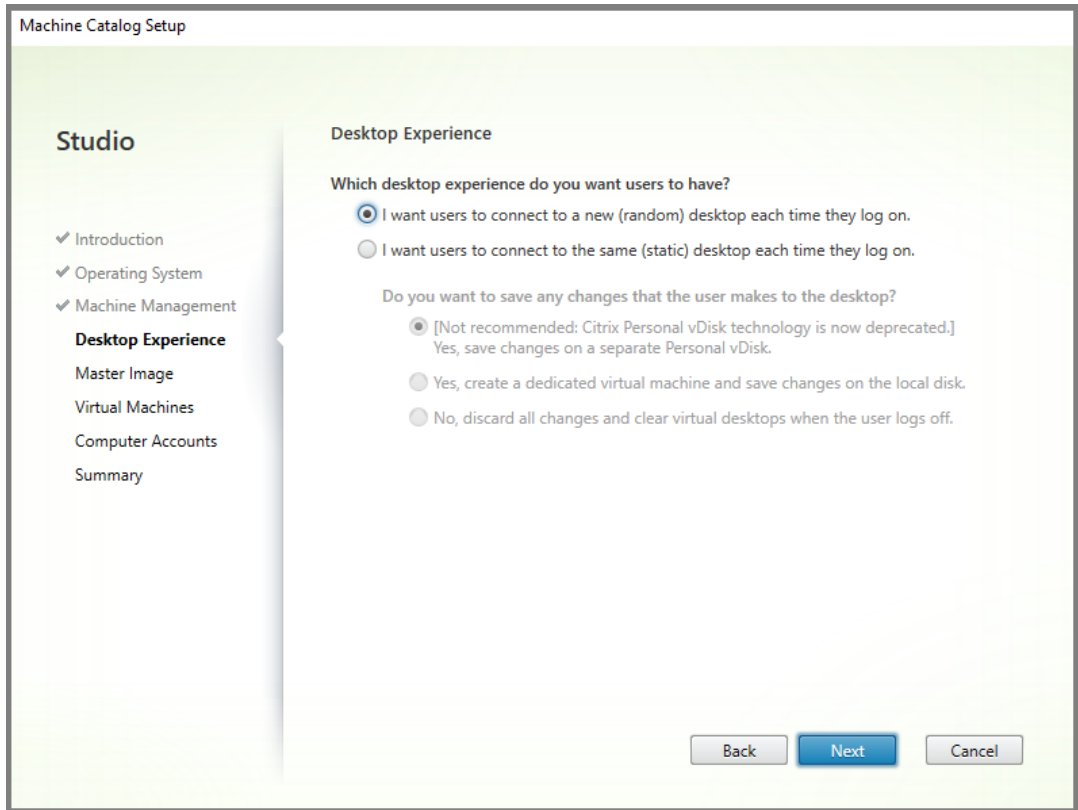 Machine Catalog Setup
Studio
Introduction
Operating System
Machine Management
Desktop Experience
Master Image
Virtual Machines
Computer Accounts
Summary
Desktop Experience
Which desktop experience do you want users to have?
I want users to connect to a new (random) desktop each time they log on.
I want users to connect to the same (static) desktop each time they log on.
Do you want to save any changes that the user makes to the desktop?
[Not recommended: Citrix Personal vDisk technology is now deprecated.]
Yes, save changes on a separate Personal vDisk.
Yes, create a dedicated virtual machine and save changes on the local disk.
No, discard all changes and clear virtual desktops when the user logs off.
Back
Next
Cancel